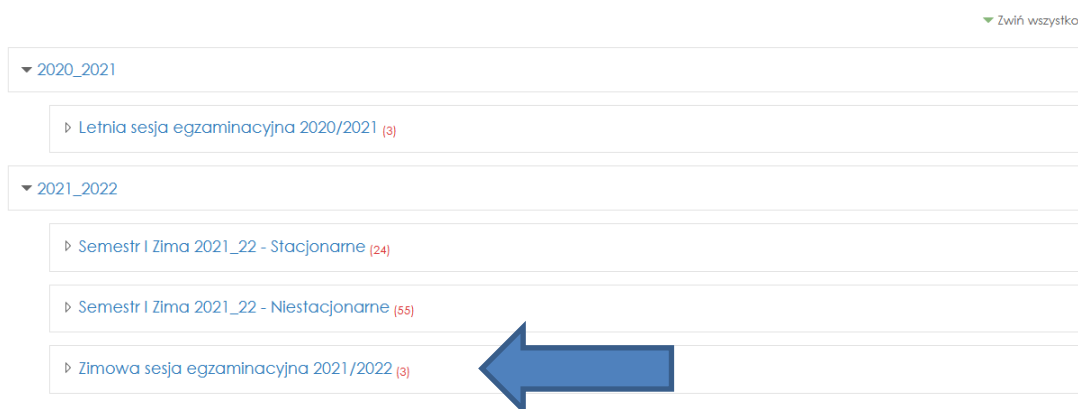 Zwiń wszystko
2020_2021
Letnia sesja egzaminacyjna 2020/2021 (3)
2021_2022
Semestr I Zima 2021_22 - Stacjonarne (24)
Semestr I Zima 2021_22 - Niestacjonarne (55)
Zimowa sesja egzaminacyjna 2021/2022 (3)